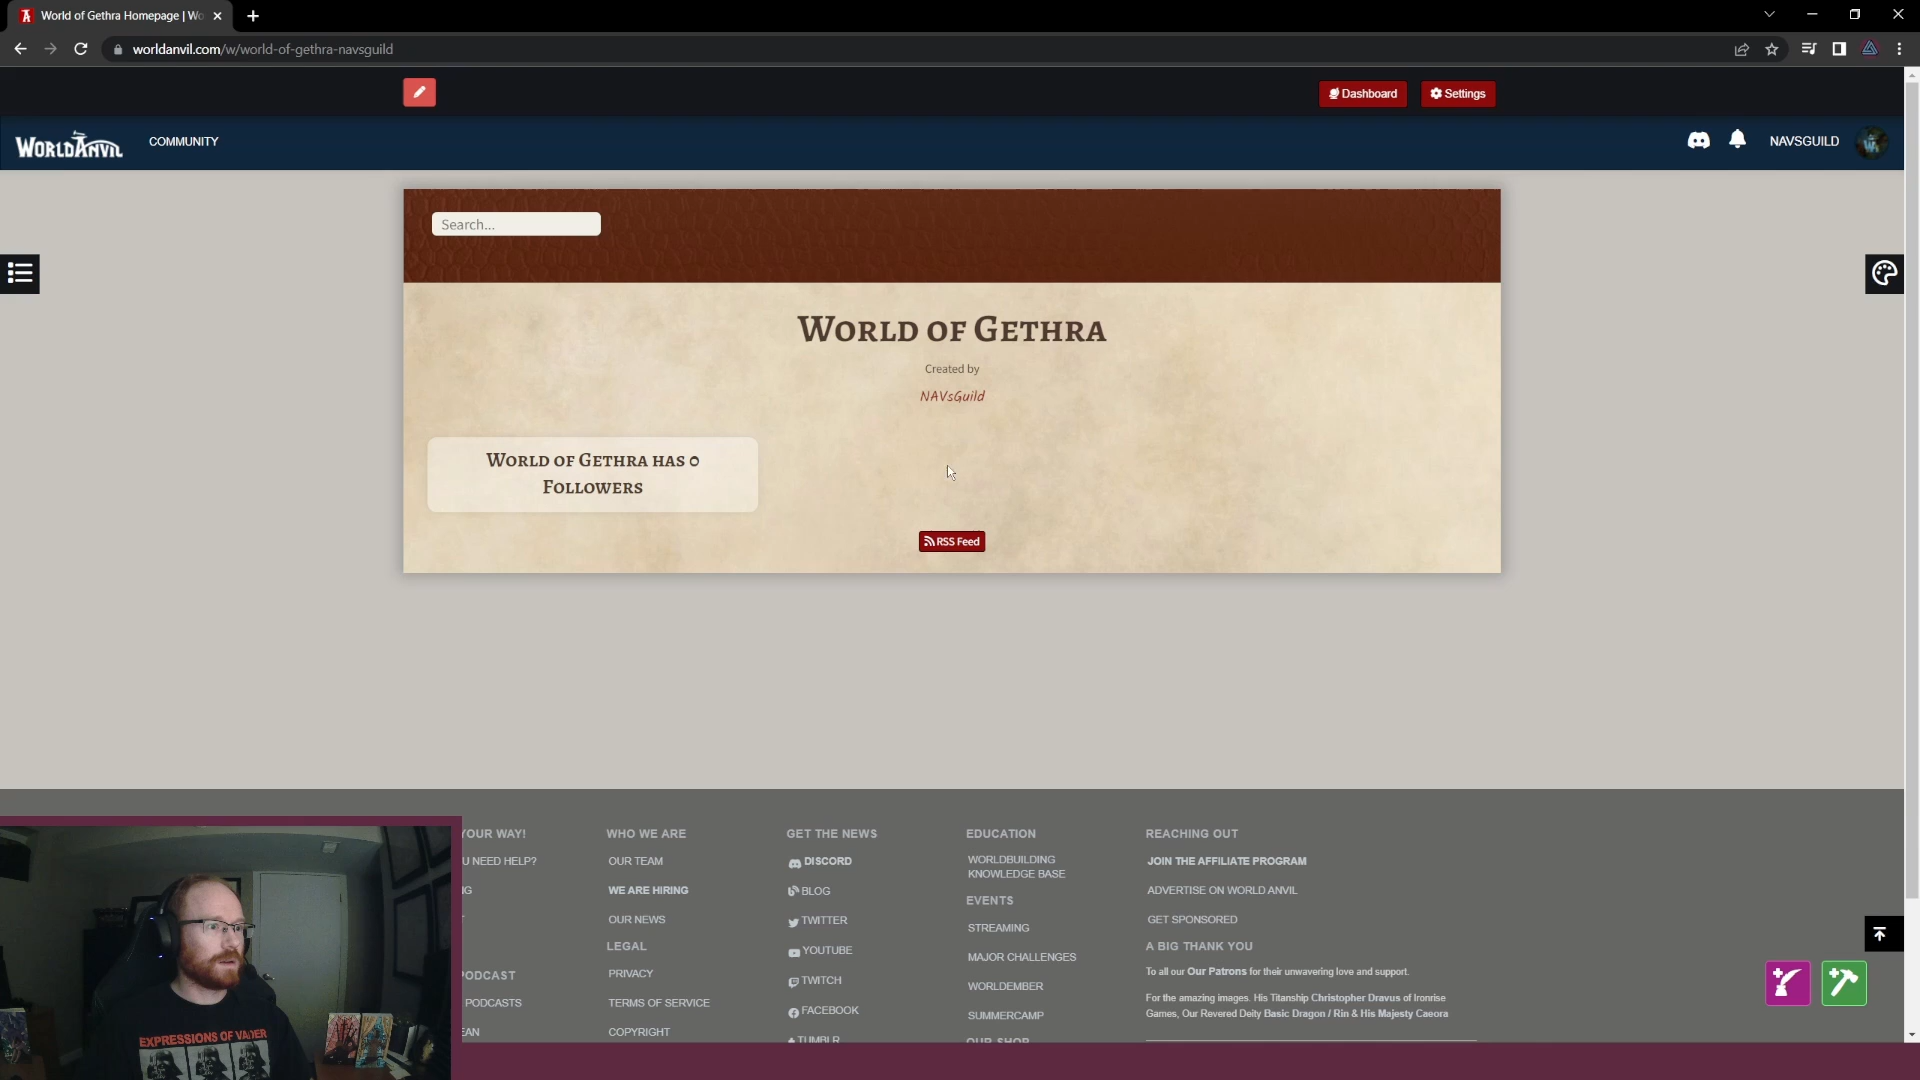 World of Gethra Homepage | Wo
worldanvil.com/w/world-of-gethra-navsguild
Dashboard
Settings
WORLDANVIL
COMMUNITY
NAVSGUILD
Search...
World of Gethra
Created by
NAVsGuild
World of Gethra has 0
Followers
RSS Feed
YOUR WAY!
U NEED HELP?
PODCAST
PODCASTS
WHO WE ARE
OUR TEAM
WE ARE HIRING
OUR NEWS
LEGAL
PRIVACY
TERMS OF SERVICE
COPYRIGHT
GET THE NEWS
DISCORD
BLOG
TWITTER
YOUTUBE
TWITCH
FACEBOOK
TUMBLR
EDUCATION
WORLDBUILDING
KNOWLEDGE BASE
EVENTS
STREAMING
MAJOR CHALLENGES
WORLDEMBER
SUMMERCAMP
OUR SHOP
REACHING OUT
JOIN THE AFFILIATE PROGRAM
ADVERTISE ON WORLD ANVIL
GET SPONSORED
A BIG THANK YOU
To all our Our Patrons for their unwavering love and support.
For the amazing images. His Titanship Christopher Dravus of Ironrise
Games, Our Revered Deity Basic Dragon / Rin & His Majesty Caeora
EXPRESSIONS OF VADER